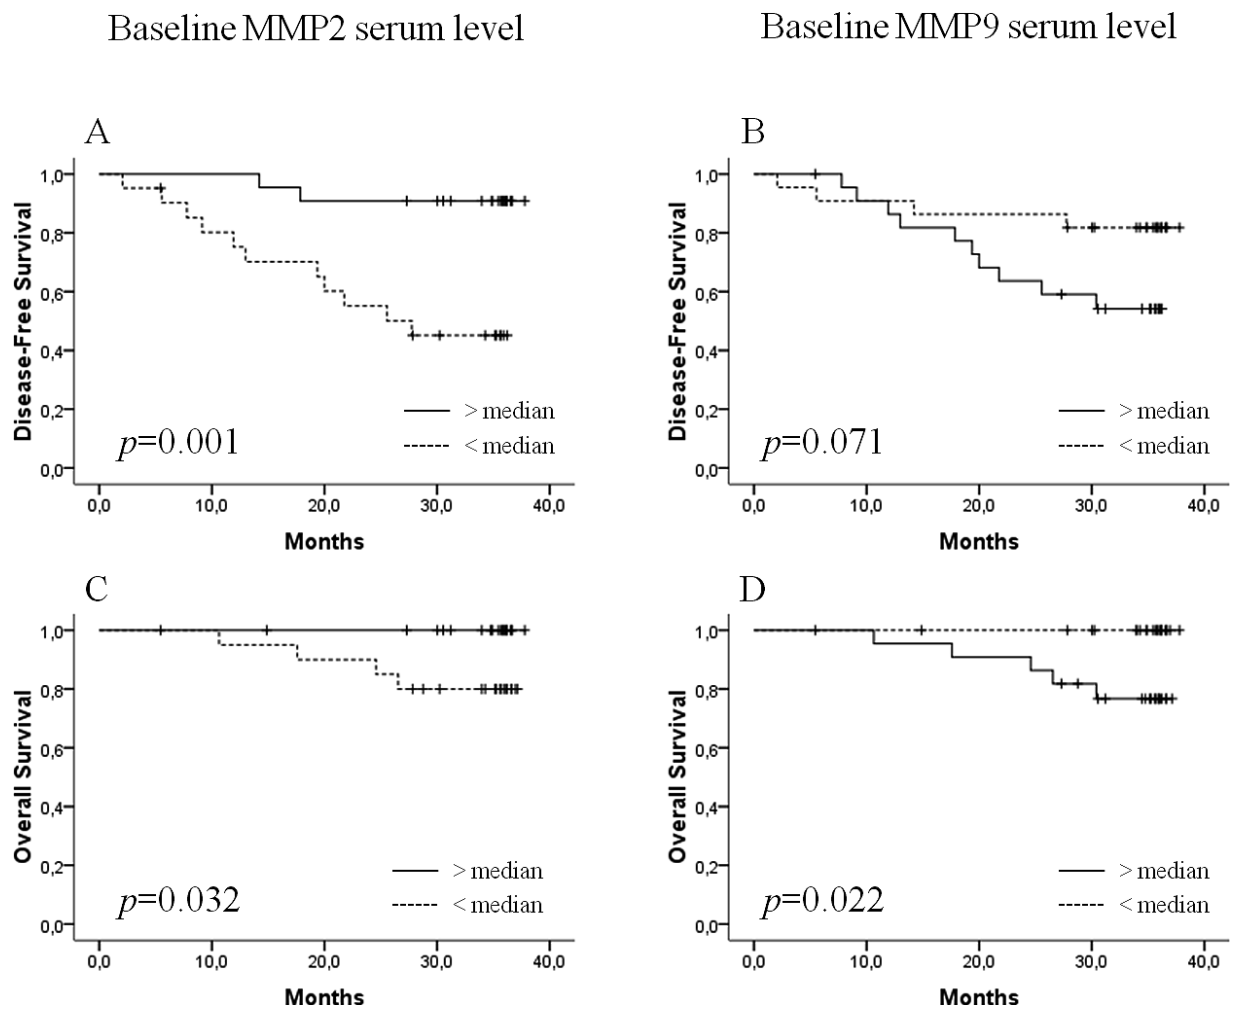 Baseline MMP2 serum level
Baseline MMP9 serum level
A
Disease-Free Survival
1,0
0,8
0,6
0,4
0,2
0,0
> median
< median
p=0.001
0,0 10,0 20,0 30,0 40,0
Months
B
Disease-Free Survival
1,0
0,8
0,6
0,4
0,2
0,0
> median
< median
p=0.071
0,0 10,0 20,0 30,0 40,0
Months
C
Overall Survival
1,0
0,8
0,6
0,4
0,2
0,0
> median
< median
p=0.032
0,0 10,0 20,0 30,0 40,0
Months
D
Overall Survival
1,0
0,8
0,6
0,4
0,2
0,0
> median
< median
p=0.022
0,0 10,0 20,0 30,0 40,0
Months